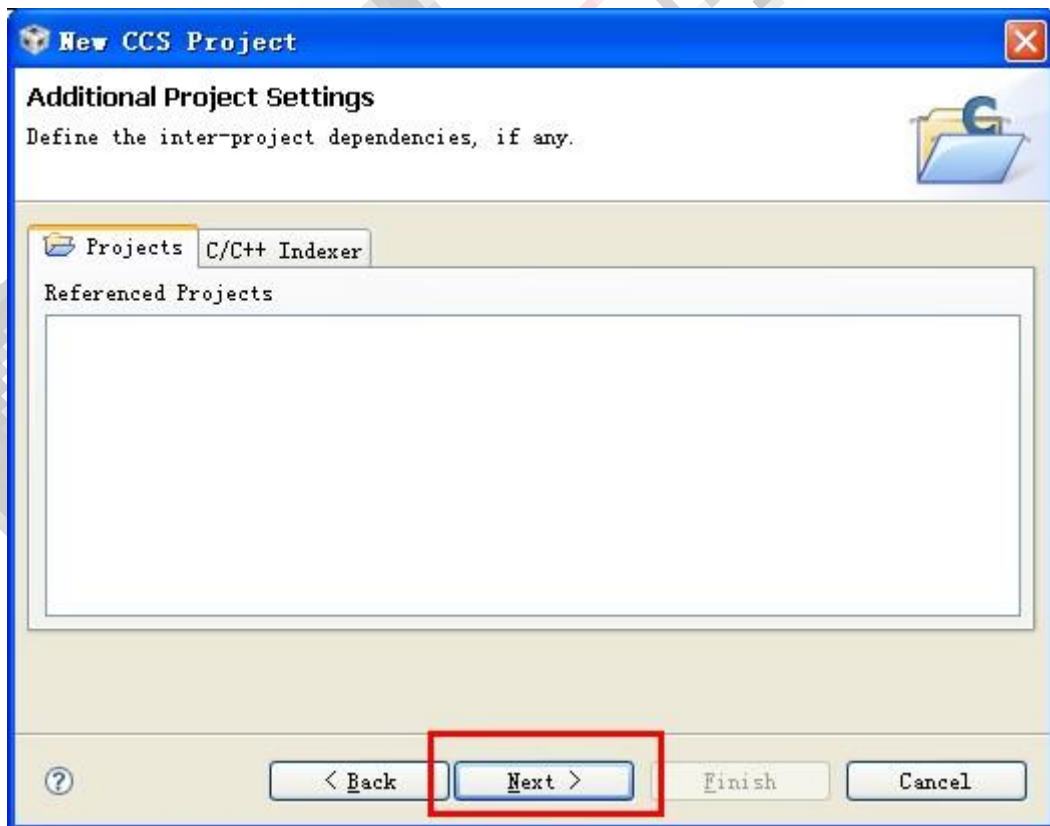 New CCS Project
Additional Project Settings
Define the inter-project dependencies, if any.
Projects C/C++ Indexer
Referenced Projects
? < Back Next > Finish Cancel